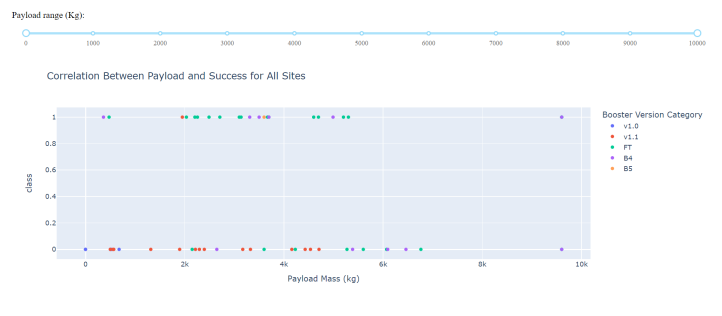 Payload range (Kg):
0 1000 2000 3000 4000 5000 6000 7000 8000 9000 10000
Correlation Between Payload and Success for All Sites
Booster Version Category
v1.0
v1.1
FT
B4
B5
1
0.8
0.6
0.4
0.2
0
class
0 2k 4k 6k 8k 10k
Payload Mass (kg)